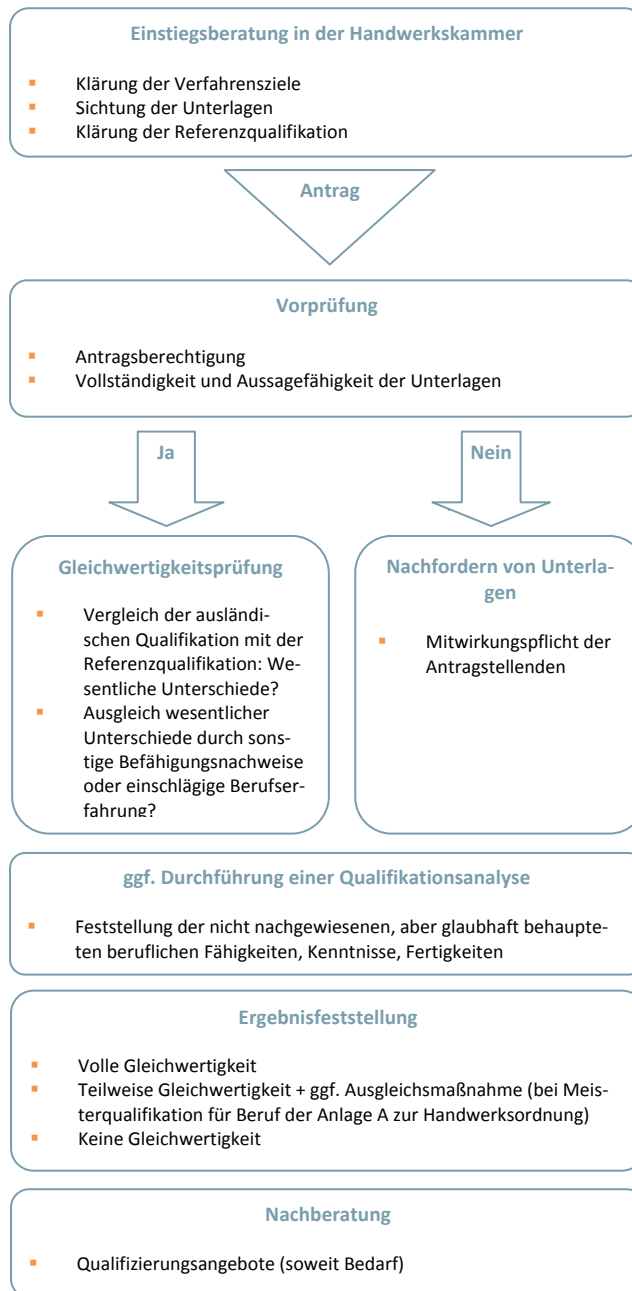 Einstiegsberatung in der Handwerkskammer
▪ Klärung der Verfahrensziele
▪ Sichtung der Unterlagen
▪ Klärung der Referenzqualifikation
Antrag
Vorprüfung
▪ Antragsberechtigung
▪ Vollständigkeit und Aussagefähigkeit der Unterlagen
Ja
Nein
Gleichwertigkeitsprüfung
▪ Vergleich der ausländi-
schen Qualifikation mit der
Referenzqualifikation: We-
sentliche Unterschiede?
▪ Ausgleich wesentlicher
Unterschiede durch sons-
tige Befähigungsnachweise
oder einschlägige Berufser-
fahrung?
Nachfordern von Unterla-
gen
▪ Mitwirkungspflicht der
Antragstellenden
ggf. Durchführung einer Qualifikationsanalyse
▪ Feststellung der nicht nachgewiesenen, aber glaubhaft behaupte-
ten beruflichen Fähigkeiten, Kenntnisse, Fertigkeiten
Ergebnisfeststellung
▪ Volle Gleichwertigkeit
▪ Teilweise Gleichwertigkeit + ggf. Ausgleichsmaßnahme (bei Meis-
terqualifikation für Beruf der Anlage A zur Handwerksordnung)
▪ Keine Gleichwertigkeit
Nachberatung
▪ Qualifizierungsangebote (soweit Bedarf)